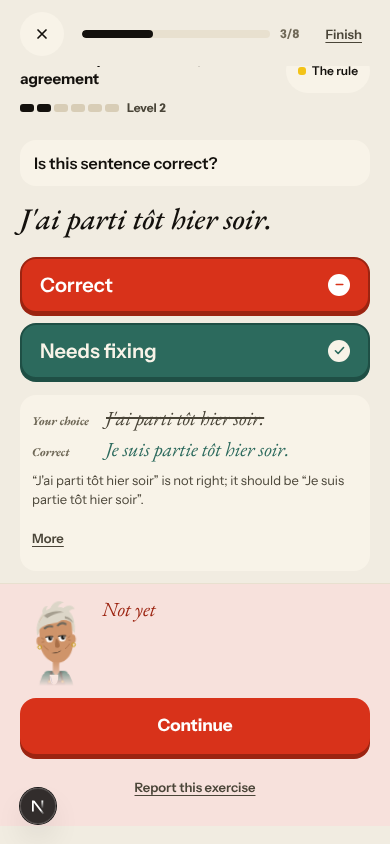 3/8
Finish
agreement
The rule
Level 2
Is this sentence correct?
J'ai parti tôt hier soir.
Correct
Needs fixing
Your choice J'ai parti tôt hier soir.
Correct Je suis partie tôt hier soir.
“J'ai parti tôt hier soir” is not right; it should be “Je suis
partie tôt hier soir”.
More
Not yet
Continue
Report this exercise
N